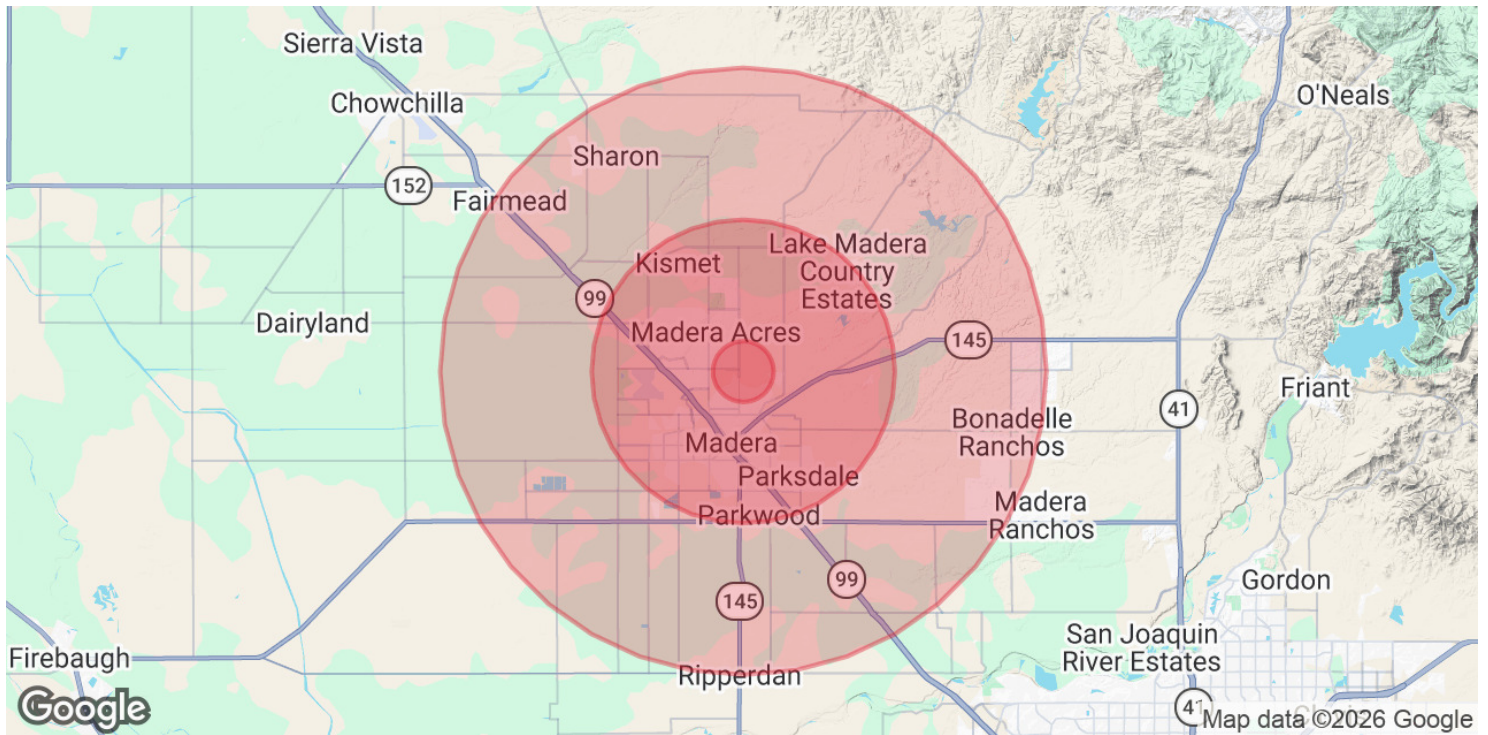 Sierra Vista
Chowchilla
O'Neals
Sharon
152
Fairmead
Lake Madera
Country
Estates
Kismet
99
Dairyland
Madera Acres
145
Friant
41
Bonadelle
Ranchos
Madera
Parksdale
Madera
Ranchos
Parkwood
99
Gordon
145
San Joaquin
River Estates
Firebaugh
Ripperdan
Google
41
Map data ©2026 Google